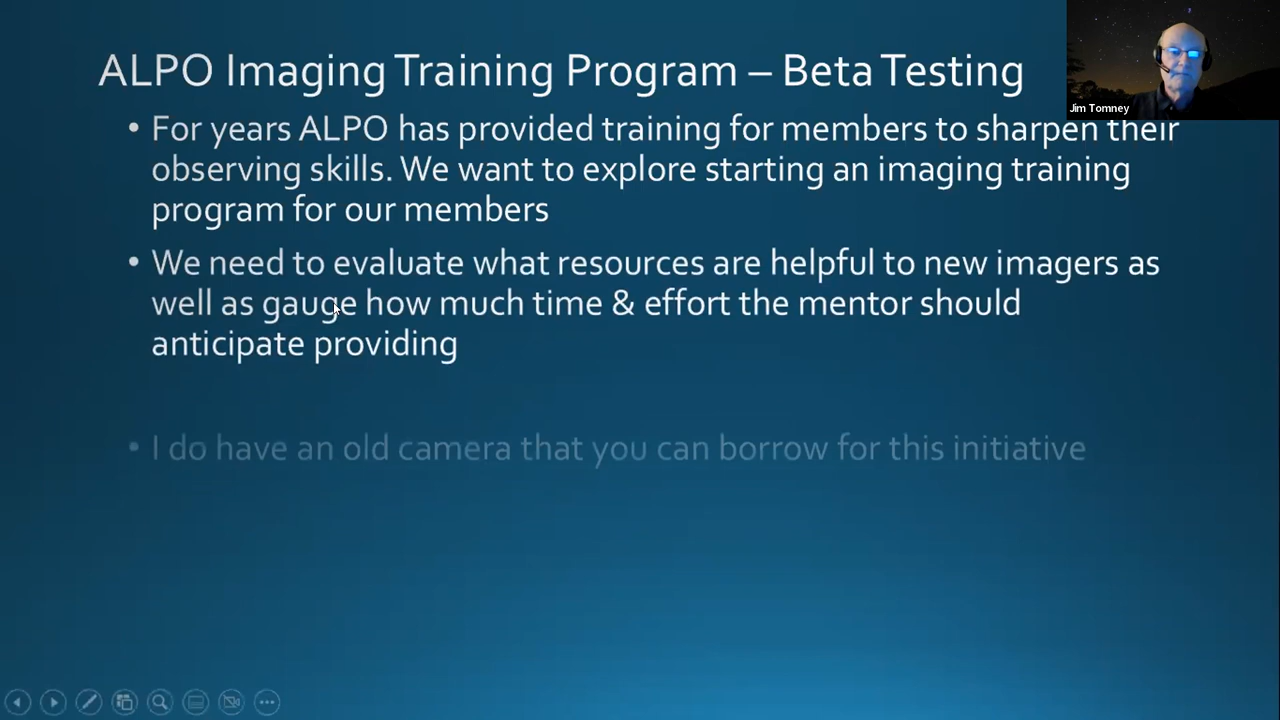 ALPO Imaging Training Program – Beta Testing
Jim Tomney
• For years ALPO has provided training for members to sharpen their
observing skills. We want to explore starting an imaging training
program for our members
• We need to evaluate what resources are helpful to new imagers as
well as gauge how much time & effort the mentor should
anticipate providing
• I do have an old camera that you can borrow for this initiative